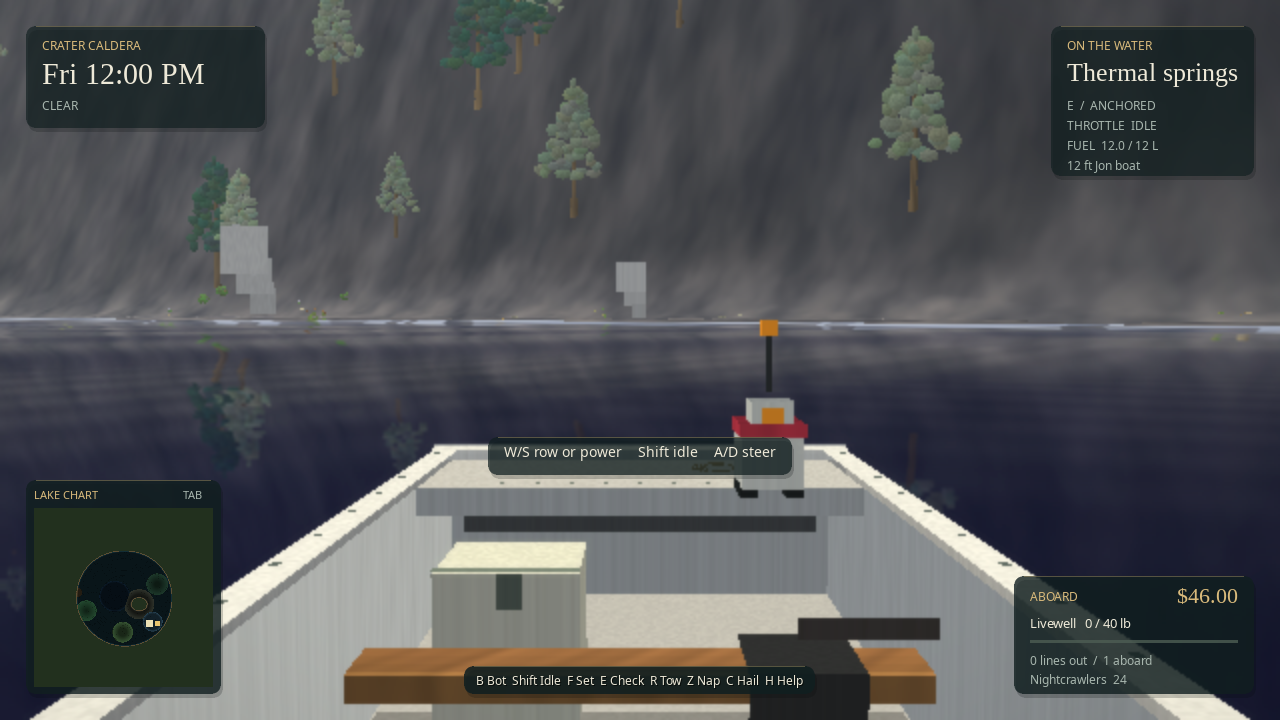 CRATER CALDERA
Fri 12:00 PM
CLEAR
ON THE WATER
Thermal springs
E / ANCHORED
THROTTLE IDLE
FUEL 12.0 / 12 L
12 ft Jon boat
W/S row or power Shift idle A/D steer
LAKE CHART TAB
ABOARD $46.00
Livewell 0 / 40 lb
0 lines out / 1 aboard
Nightcrawlers 24
B Bot Shift Idle F Set E Check R Tow Z Nap C Hail H Help